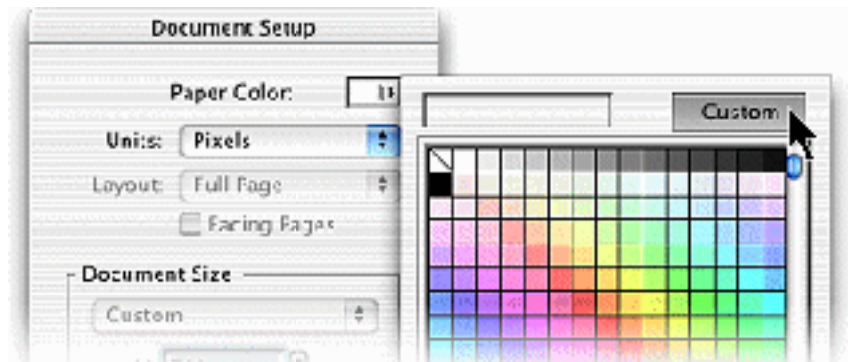 Document Setup
Paper Color:
Custom
Units: Pixels
Layout: Full Page
Facing Pages
Document Size
Custom